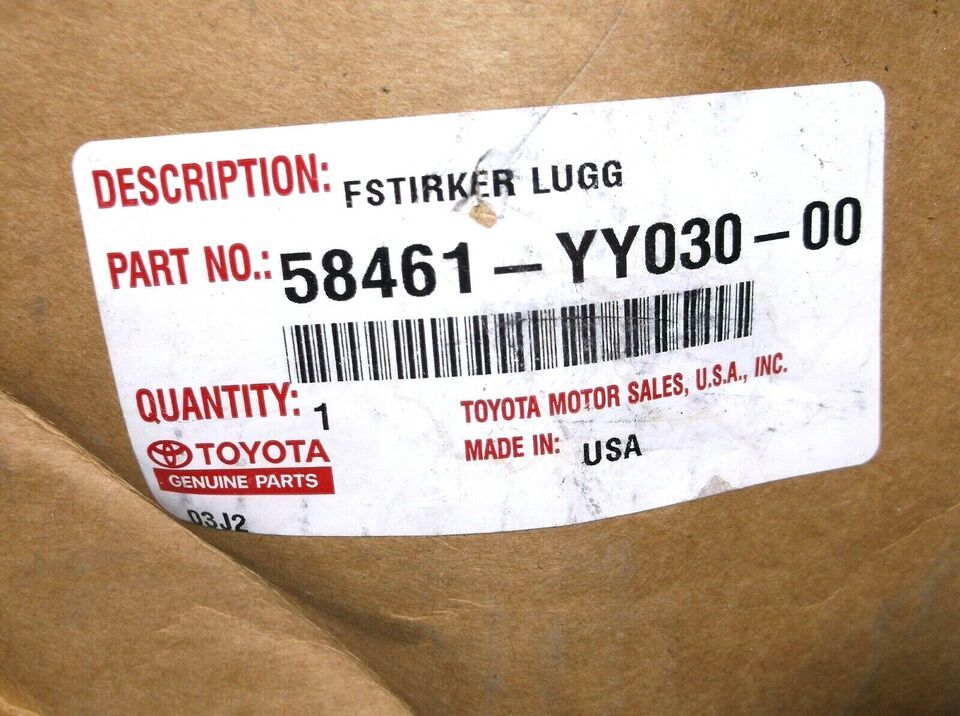 DESCRIPTION: FSTIRKER LUGG
PART NO.: 58461-YY030-00
QUANTITY: 1
TOYOTA MOTOR SALES, U.S.A., INC.
MADE IN: USA
TOYOTA
GENUINE PARTS
03J2